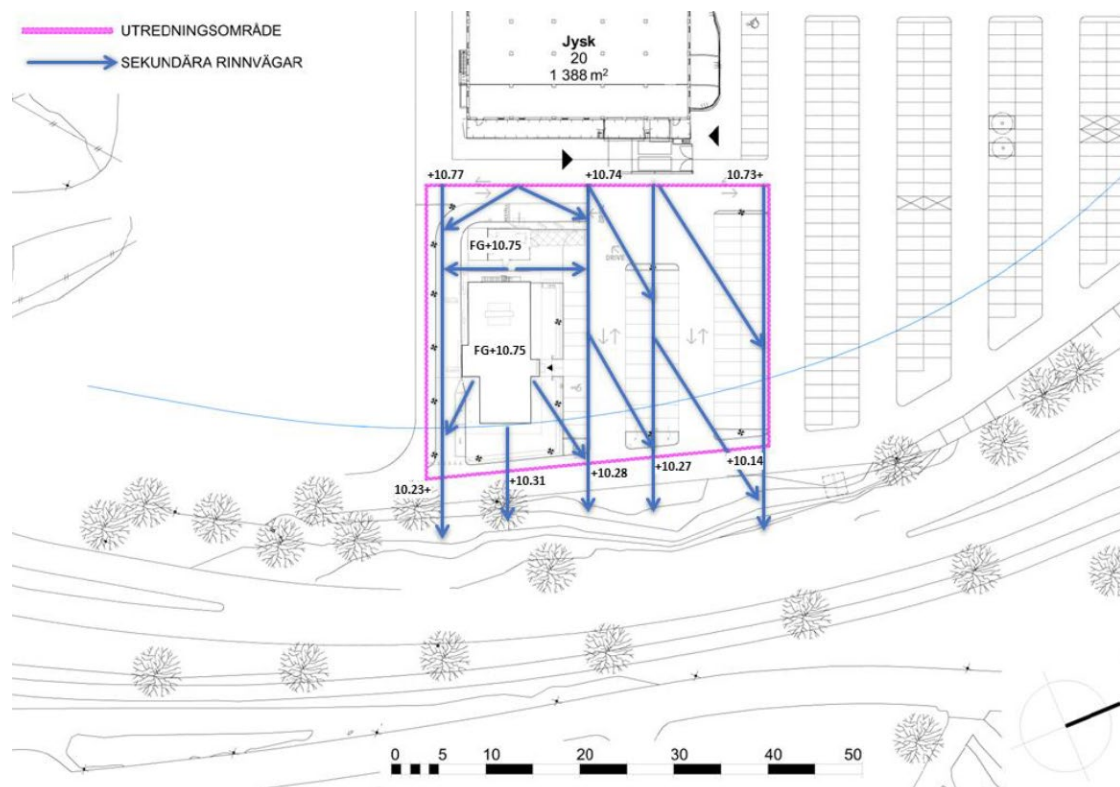 UTREDNINGSOMRÅDE
SEKUNDÄRA RINNVÄGAR
Jysk
20
1 388 m²
+10.77
+10.74
10.73+
FG+10.75
DRIVE
FG+10.75
10.23+
+10.31
+10.28
+10.27
+10.14
0 5 10 20 30 40 50